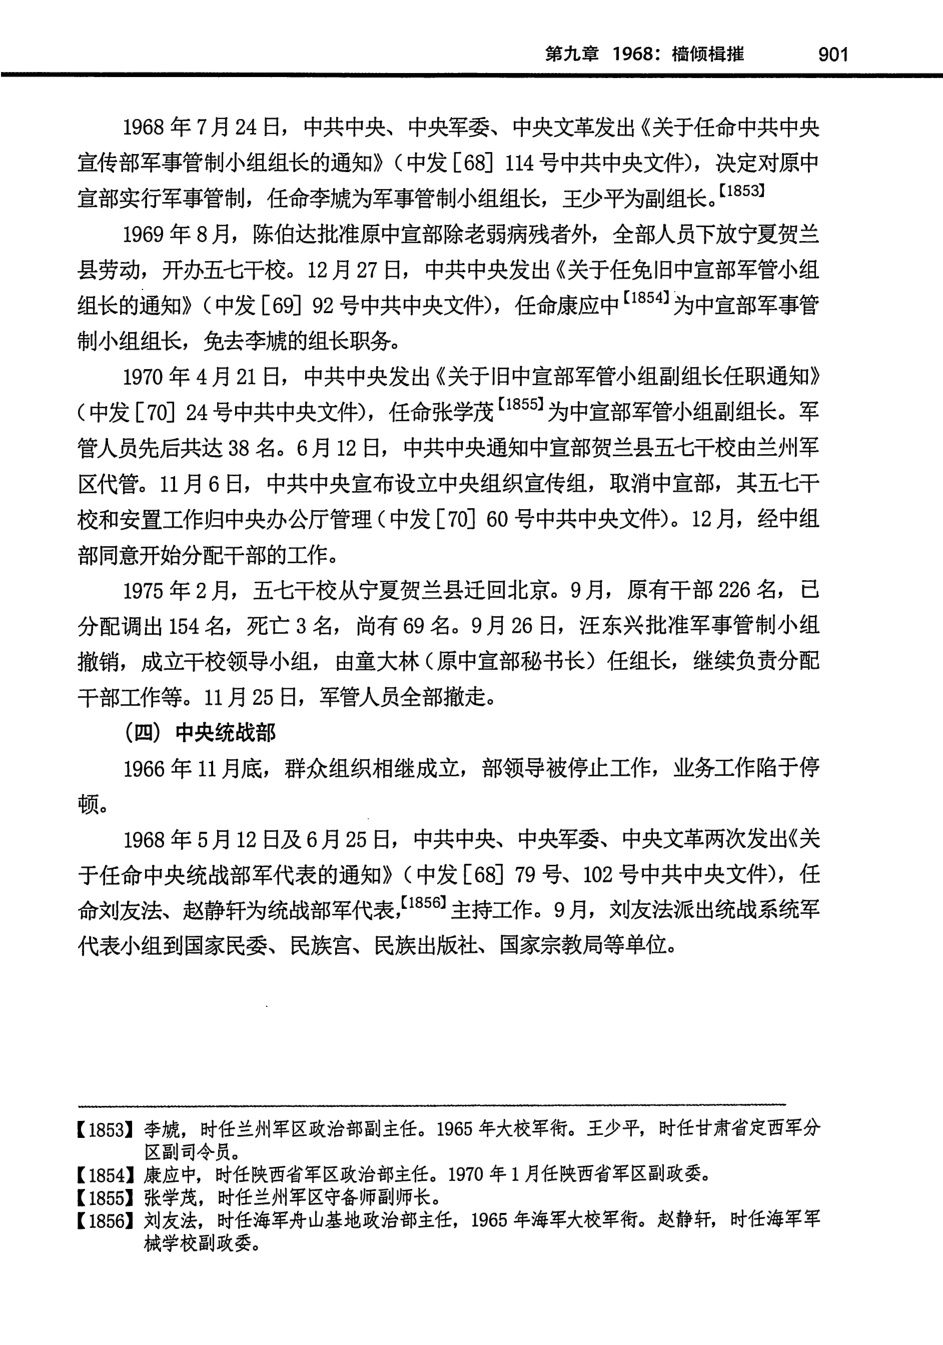 第九章 1968：樯倾楫摧 901
1968 年 7 月 24 日，中共中央、中央军委、中央文革发出《关于任命中共中央
宣传部军事管制小组组长的通知》（中发［68］114 号中共中央文件），决定对原中
宣部实行军事管制，任命李虓为军事管制小组组长，王少平为副组长。【1853】
1969 年 8 月，陈伯达批准原中宣部除老弱病残者外，全部人员下放宁夏贺兰
县劳动，开办五七干校。12 月 27 日，中共中央发出《关于任免旧中宣部军管小组
组长的通知》（中发［69］92 号中共中央文件），任命康应中【1854】为中宣部军事管
制小组组长，免去李虓的组长职务。
1970 年 4 月 21 日，中共中央发出《关于旧中宣部军管小组副组长任职通知》
（中发［70］24 号中共中央文件），任命张学茂【1855】为中宣部军管小组副组长。军
管人员先后共达 38 名。6 月 12 日，中共中央通知中宣部贺兰县五七干校由兰州军
区代管。11 月 6 日，中共中央宣布设立中央组织宣传组，取消中宣部，其五七干
校和安置工作归中央办公厅管理（中发［70］60 号中共中央文件）。12 月，经中组
部同意开始分配干部的工作。
1975 年 2 月，五七干校从宁夏贺兰县迁回北京。9 月，原有干部 226 名，已
分配调出 154 名，死亡 3 名，尚有 69 名。9 月 26 日，汪东兴批准军事管制小组
撤销，成立干校领导小组，由童大林（原中宣部秘书长）任组长，继续负责分配
干部工作等。11 月 25 日，军管人员全部撤走。
（四）中央统战部
1966 年 11 月底，群众组织相继成立，部领导被停止工作，业务工作陷于停
顿。
1968 年 5 月 12 日及 6 月 25 日，中共中央、中央军委、中央文革两次发出《关
于任命中央统战部军代表的通知》（中发［68］79 号、102 号中共中央文件），任
命刘友法、赵静轩为统战部军代表，【1856】主持工作。9 月，刘友法派出统战系统军
代表小组到国家民委、民族宫、民族出版社、国家宗教局等单位。
【1853】李虓，时任兰州军区政治部副主任。1965 年大校军衔。王少平，时任甘肃省定西军分
区副司令员。
【1854】康应中，时任陕西省军区政治部主任。1970 年 1 月任陕西省军区副政委。
【1855】张学茂，时任兰州军区守备师副师长。
【1856】刘友法，时任海军舟山基地政治部主任，1965 年海军大校军衔。赵静轩，时任海军军
械学校副政委。